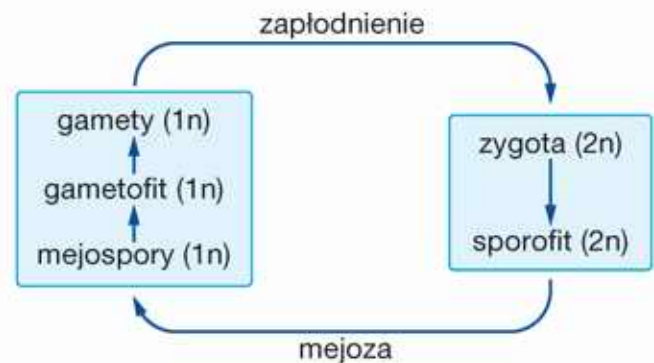 zapłodnienie
gamety (1n)
gametofit (1n)
mejospory (1n)
zygota (2n)
sporofit (2n)
mejoza